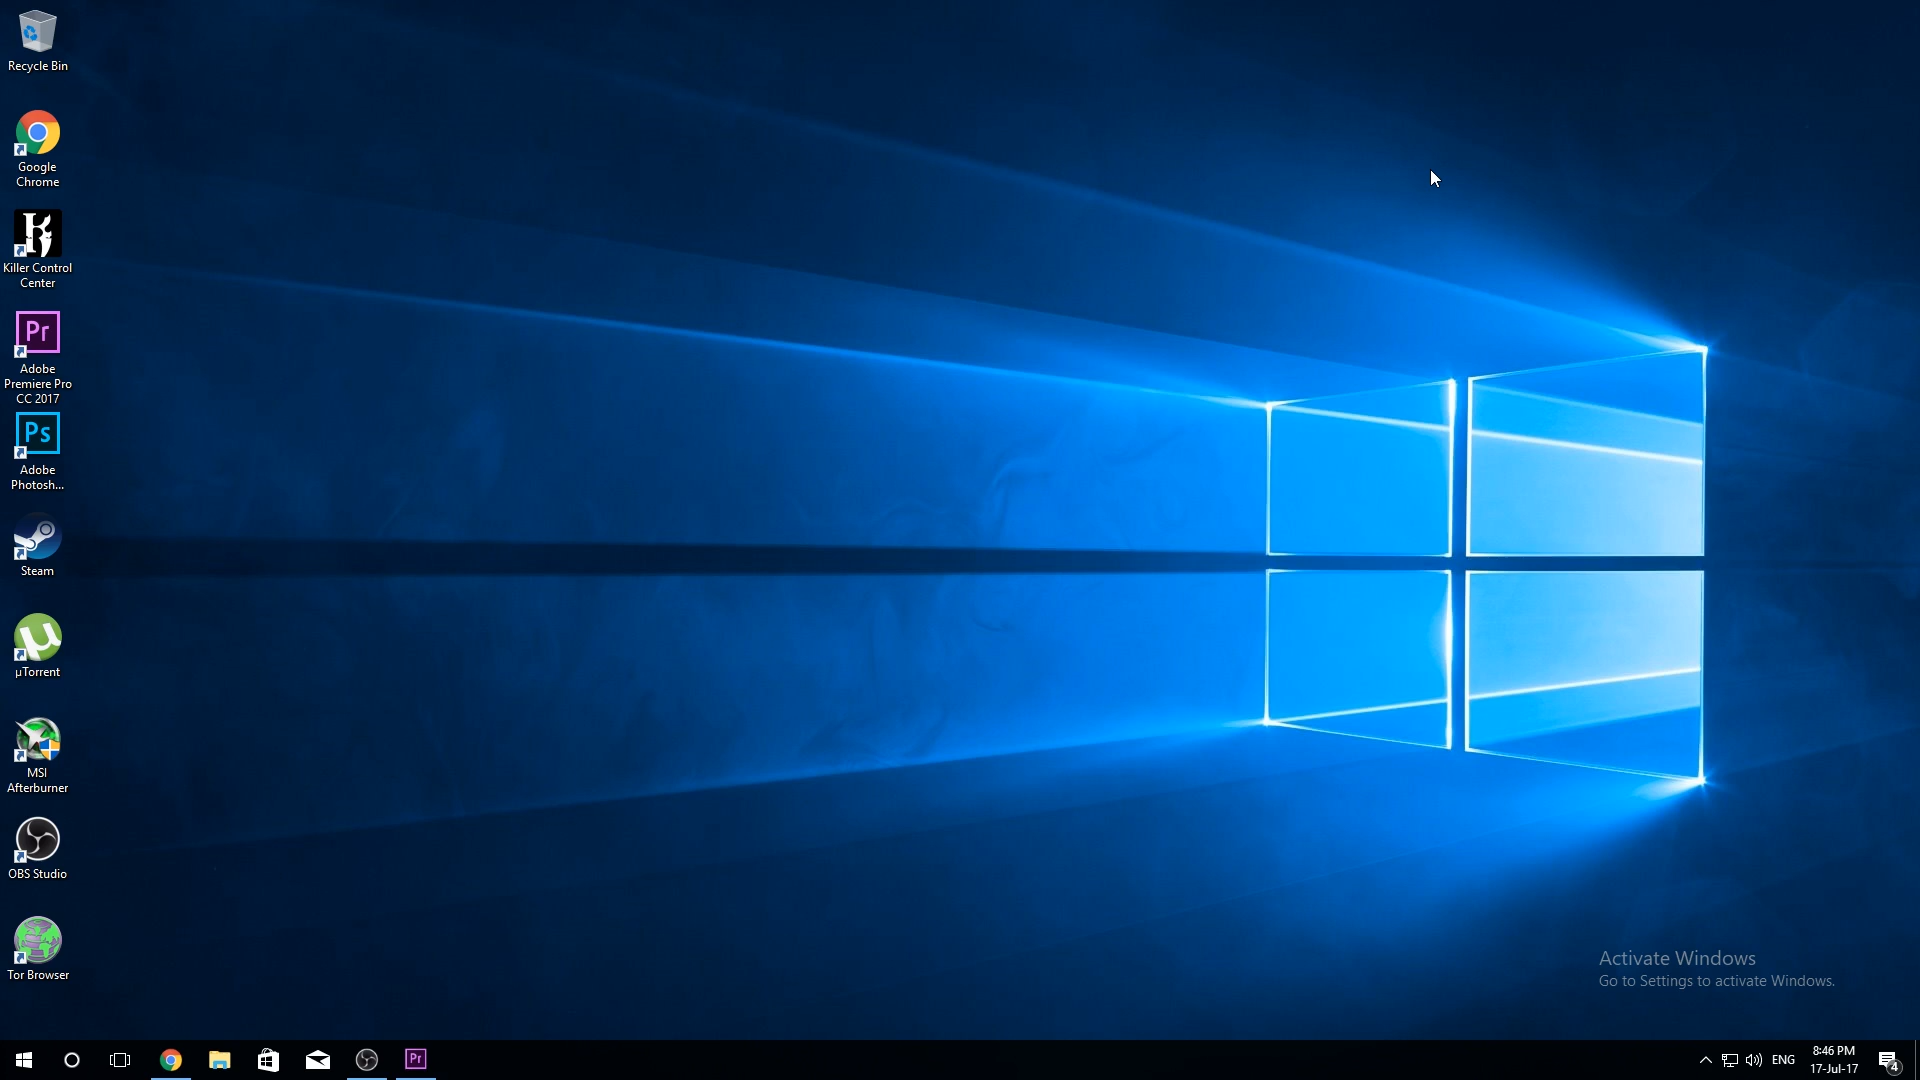 Recycle Bin
Google
Chrome
Killer Control
Center
Pr
Adobe
Premiere Pro
CC 2017
Ps
Adobe
Photosh...
Steam
µTorrent
MSI
Afterburner
OBS Studio
Tor Browser
Activate Windows
Go to Settings to activate Windows.
Pr
ENG
8:46 PM
17-Jul-17
4